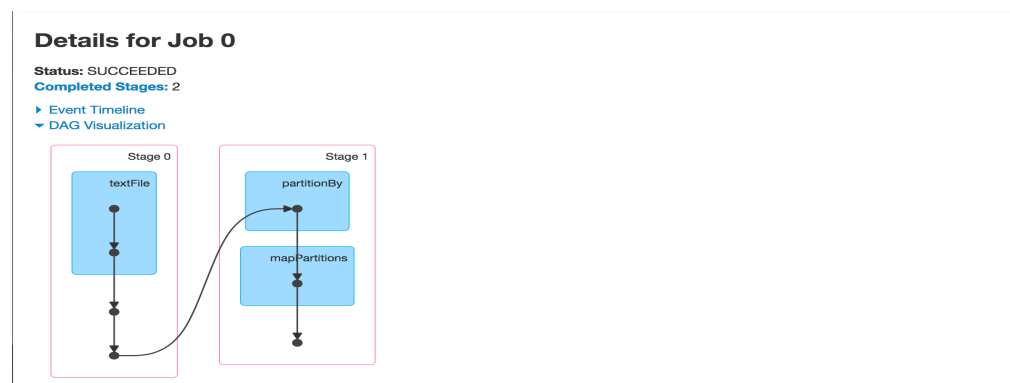 Details for Job 0
Status: SUCCEEDED
Completed Stages: 2
Event Timeline
DAG Visualization
Stage 0
Stage 1
textFile
partitionBy
mapPartitions